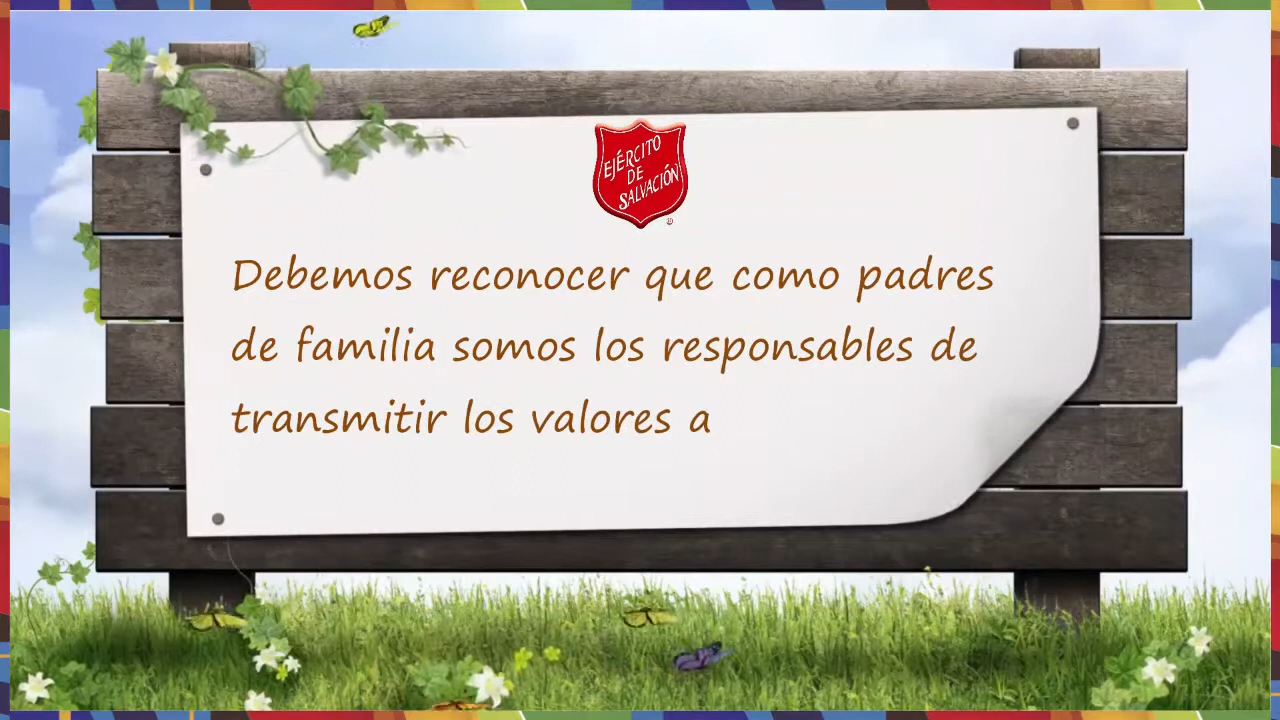 EJÉRCITO
DE
SALVACIÓN
Debemos reconocer que como padres
de familia somos los responsables de
transmitir los valores a